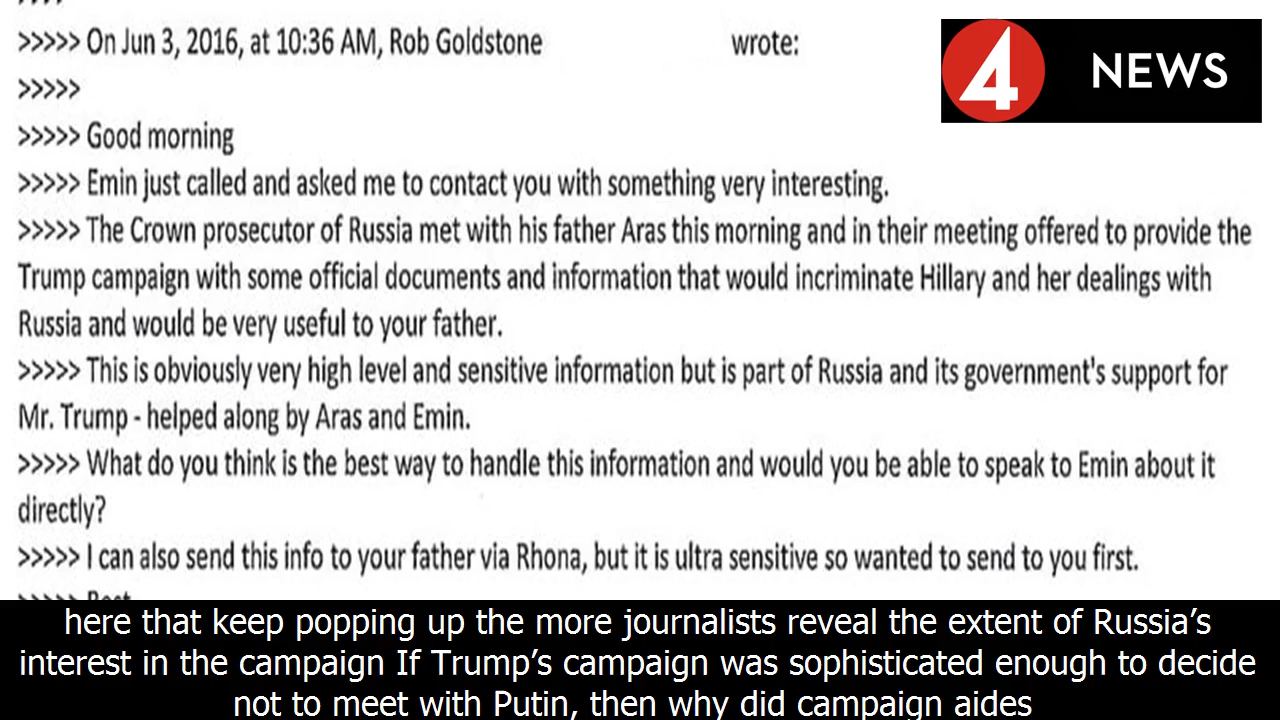 >>>>> On Jun 3, 2016, at 10:36 AM, Rob Goldstone wrote:
4 NEWS
>>>>>
>>>>> Good morning
>>>>> Emin just called and asked me to contact you with something very interesting.
>>>>> The Crown prosecutor of Russia met with his father Aras this morning and in their meeting offered to provide the
Trump campaign with some official documents and information that would incriminate Hillary and her dealings with
Russia and would be very useful to your father.
>>>>> This is obviously very high level and sensitive information but is part of Russia and its government's support for
Mr. Trump - helped along by Aras and Emin.
>>>>> What do you think is the best way to handle this information and would you be able to speak to Emin about it
directly?
>>>>> I can also send this info to your father via Rhona, but it is ultra sensitive so wanted to send to you first.
here that keep popping up the more journalists reveal the extent of Russia’s
interest in the campaign If Trump’s campaign was sophisticated enough to decide
not to meet with Putin, then why did campaign aides